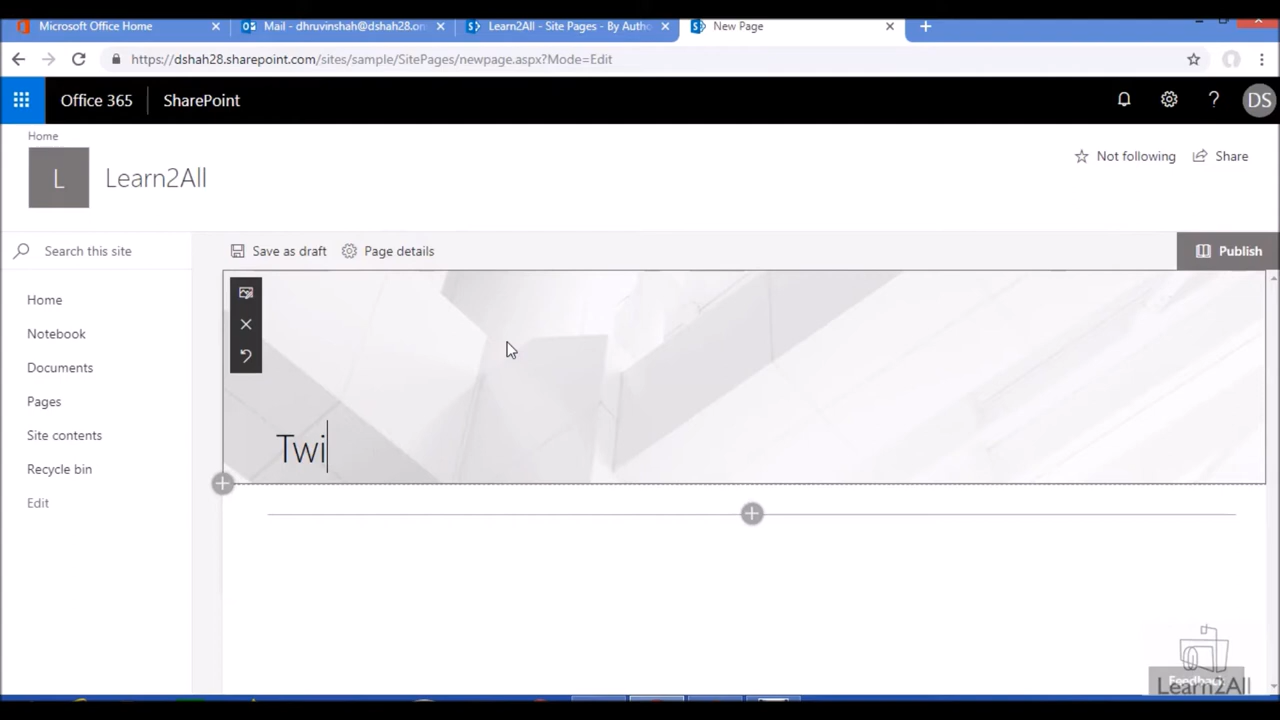 Microsoft Office Home
Mail - dhruvinshah@dshah28.on
Learn2All - Site Pages - By Autho
New Page
https://dshah28.sharepoint.com/sites/sample/SitePages/newpage.aspx?Mode=Edit
Office 365
SharePoint
DS
Home
L
Learn2All
Not following
Share
Search this site
Save as draft
Page details
Publish
Home
Notebook
Documents
Pages
Site contents
Recycle bin
Edit
Twi
Feedback
Learn2All